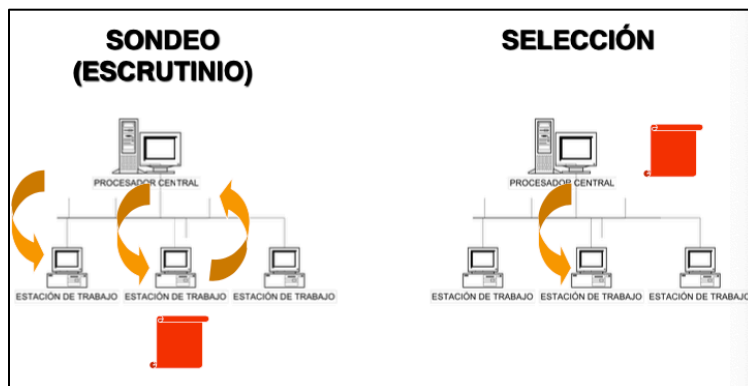 SONDEO
(ESCRUTINIO)
PROCESADOR CENTRAL
ESTACIÓN DE TRABAJO
ESTACIÓN DE TRABAJO
ESTACIÓN DE TRABAJO
SELECCIÓN
PROCESADOR CENTRAL
ESTACIÓN DE TRABAJO
ESTACIÓN DE TRABAJO
ESTACIÓN DE TRABAJO